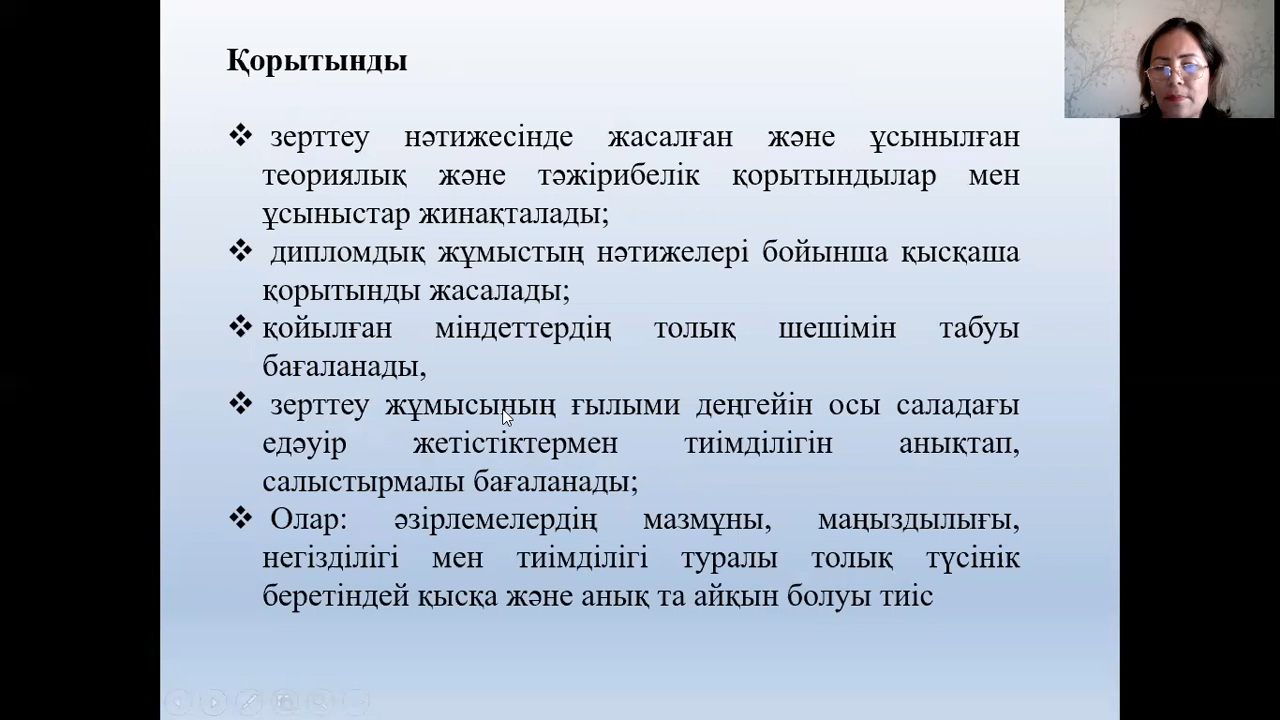 Қорытынды
зерттеу нәтижесінде жасалған және ұсынылған
теориялық және тәжірибелік қорытындылар мен
ұсыныстар жинақталады;
дипломдық жұмыстың нәтижелері бойынша қысқаша
қорытынды жасалады;
қойылған міндеттердің толық шешімін табуы
бағаланады,
зерттеу жұмысының ғылыми деңгейін осы саладағы
едәуір жетістіктермен тиімділігін анықтап,
салыстырмалы бағаланады;
Олар: әзірлемелердің мазмұны, маңыздылығы,
негізділігі мен тиімділігі туралы толық түсінік
беретіндей қысқа және анық та айқын болуы тиіс